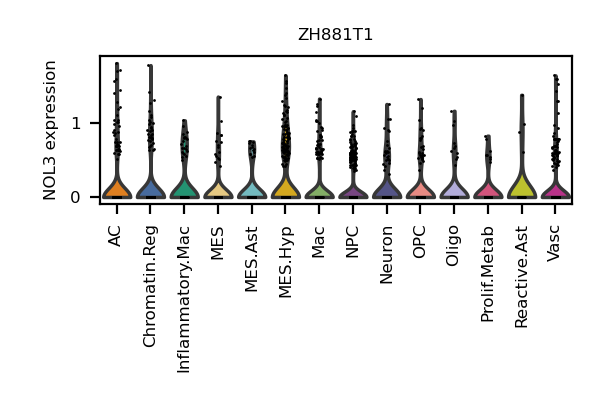 ZH881T1
NOL3 expression
1
0
AC
Chromatin.Reg
Inflammatory.Mac
MES
MES.Ast
MES.Hyp
Mac
NPC
Neuron
OPC
Oligo
Prolif.Metab
Reactive.Ast
Vasc